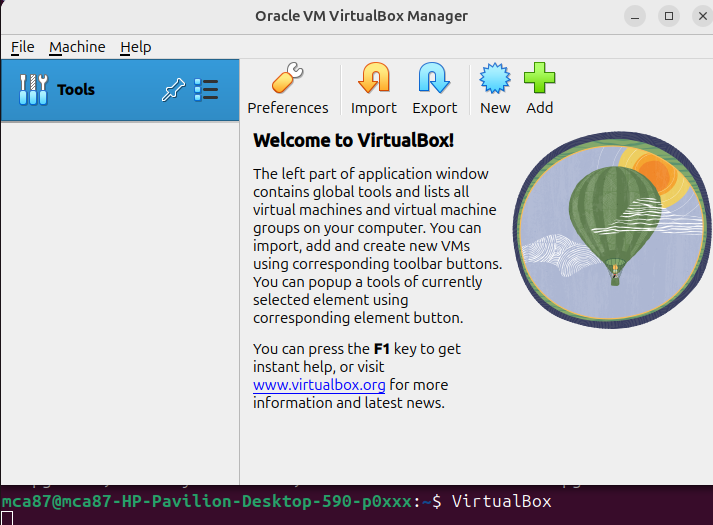 Oracle VM VirtualBox Manager
File Machine Help
Tools
Preferences Import Export New Add
Welcome to VirtualBox!
The left part of application window
contains global tools and lists all
virtual machines and virtual machine
groups on your computer. You can
import, add and create new VMs
using corresponding toolbar buttons.
You can popup a tools of currently
selected element using
corresponding element button.
You can press the F1 key to get
instant help, or visit
www.virtualbox.org for more
information and latest news.
mca87@mca87-HP-Pavilion-Desktop-590-p0xxx:~$ VirtualBox